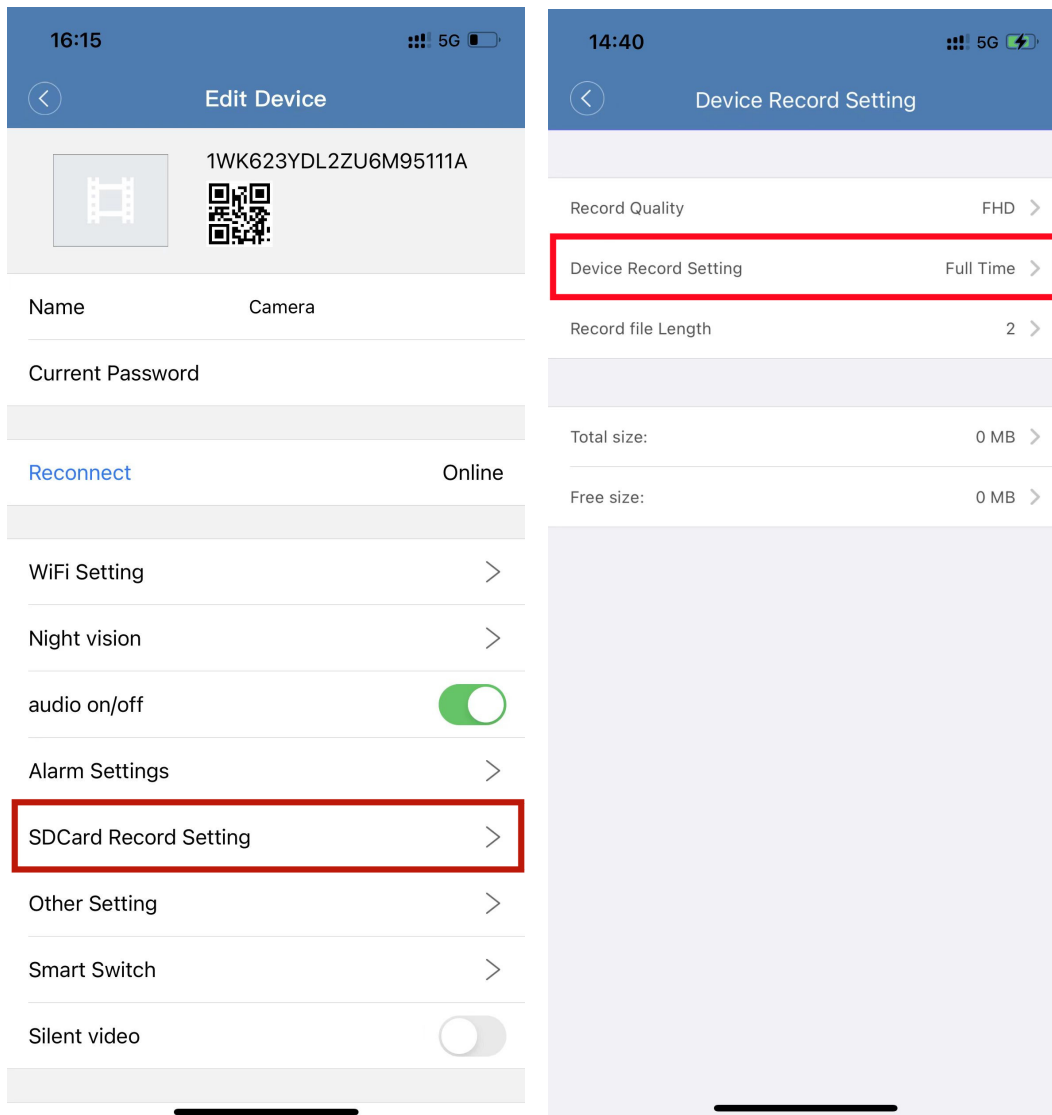 16:15
5G
Edit Device
1WK623YDL2ZU6M95111A
Name Camera
Current Password
Reconnect Online
WiFi Setting
Night vision
audio on/off
Alarm Settings
SDCard Record Setting
Other Setting
Smart Switch
Silent video
14:40
5G
Device Record Setting
Record Quality FHD
Device Record Setting Full Time
Record file Length 2
Total size: 0 MB
Free size: 0 MB